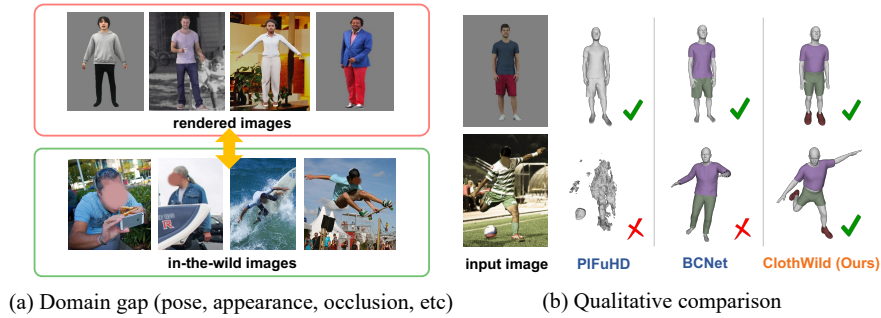 rendered images
in-the-wild images
(a) Domain gap (pose, appearance, occlusion, etc)
input image
PIFuHD
BCNet
ClothWild (Ours)
(b) Qualitative comparison